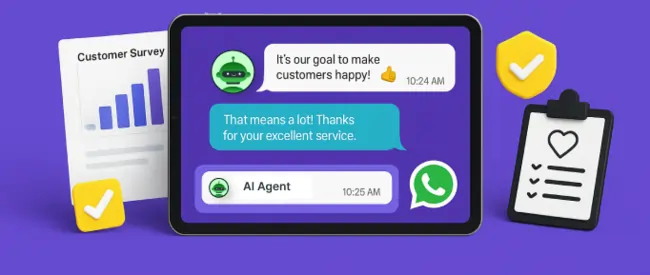 Customer Survey
It's our goal to make
customers happy! 👍
10:24 AM
That means a lot! Thanks
for your excellent service.
AI Agent
10:25 AM